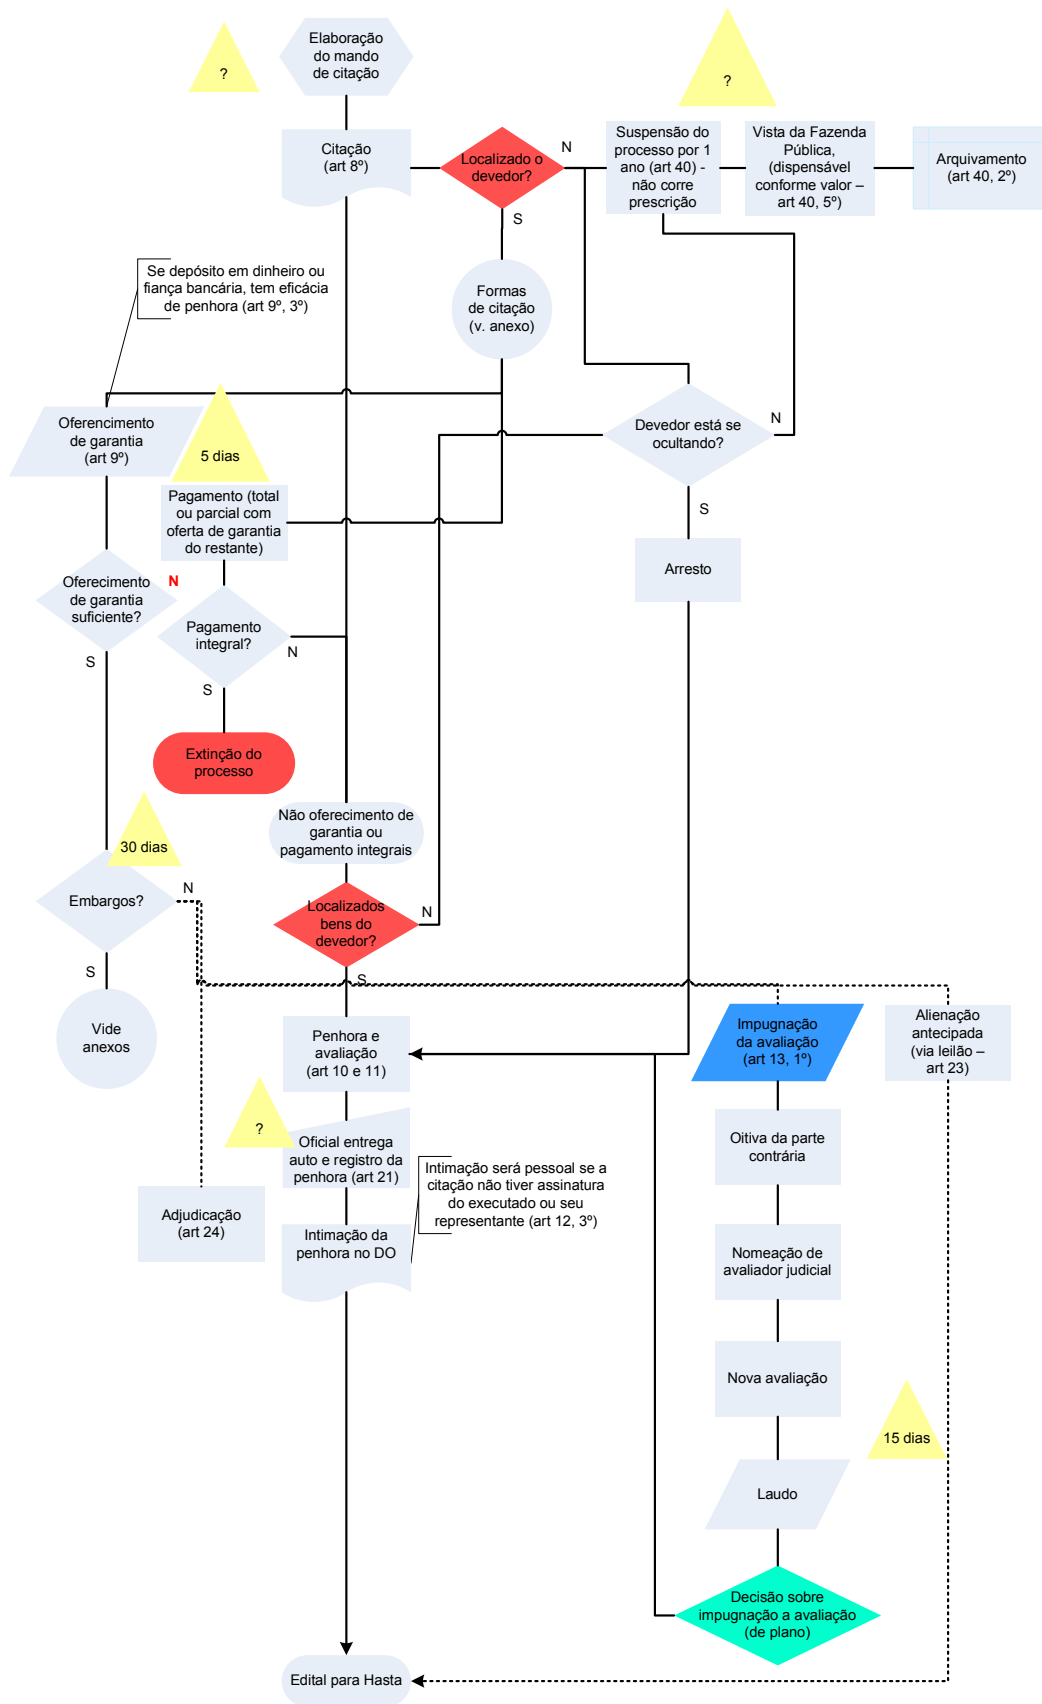 Elaboração
do mando
de citação
?
?
Citação
(art 8º)
Localizado o
devedor?
N
Suspensão do
processo por 1
ano (art 40) -
não corre
prescrição
Vista da Fazenda
Pública,
(dispensável
conforme valor –
art 40, 5º)
Arquivamento
(art 40, 2º)
S
Se depósito em dinheiro ou
fiança bancária, tem eficácia
de penhora (art 9º, 3º)
Formas
de citação
(v. anexo)
Oferencimento
de garantia
(art 9º)
5 dias
Devedor está se
ocultando?
N
S
Pagamento (total
ou parcial com
oferta de garantia
do restante)
Arresto
Oferecimento
de garantia
suficiente?
N
S
Pagamento
integral?
N
S
Extinção do
processo
Não oferecimento de
garantia ou
pagamento integrais
30 dias
Embargos?
N
S
Localizados
bens do
devedor?
N
S
Vide
anexos
Penhora e
avaliação
(art 10 e 11)
Impugnação
da avaliação
(art 13, 1º)
Alienação
antecipada
(via leilão –
art 23)
?
Oficial entrega
auto e registro da
penhora (art 21)
Intimação será pessoal se a
citação não tiver assinatura
do executado ou seu
representante (art 12, 3º)
Oitiva da parte
contrária
Adjudicação
(art 24)
Intimação da
penhora no DO
Nomeação de
avaliador judicial
Nova avaliação
15 dias
Laudo
Decisão sobre
impugnação a avaliação
(de plano)
Edital para Hasta